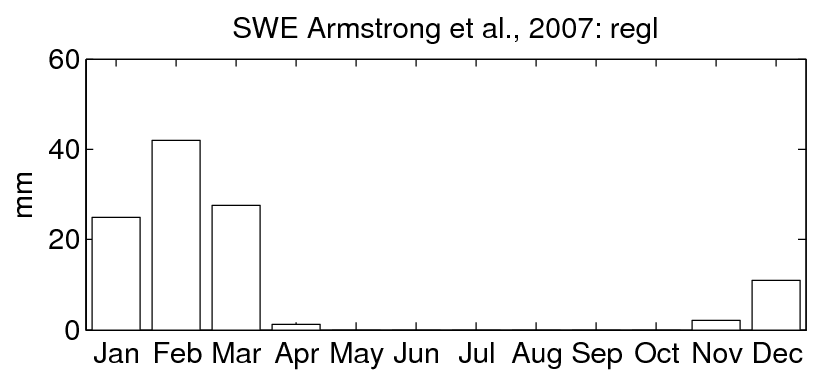 SWE Armstrong et al., 2007: regl
60
40
20
0
mm
Jan Feb Mar Apr May Jun Jul Aug Sep Oct Nov Dec